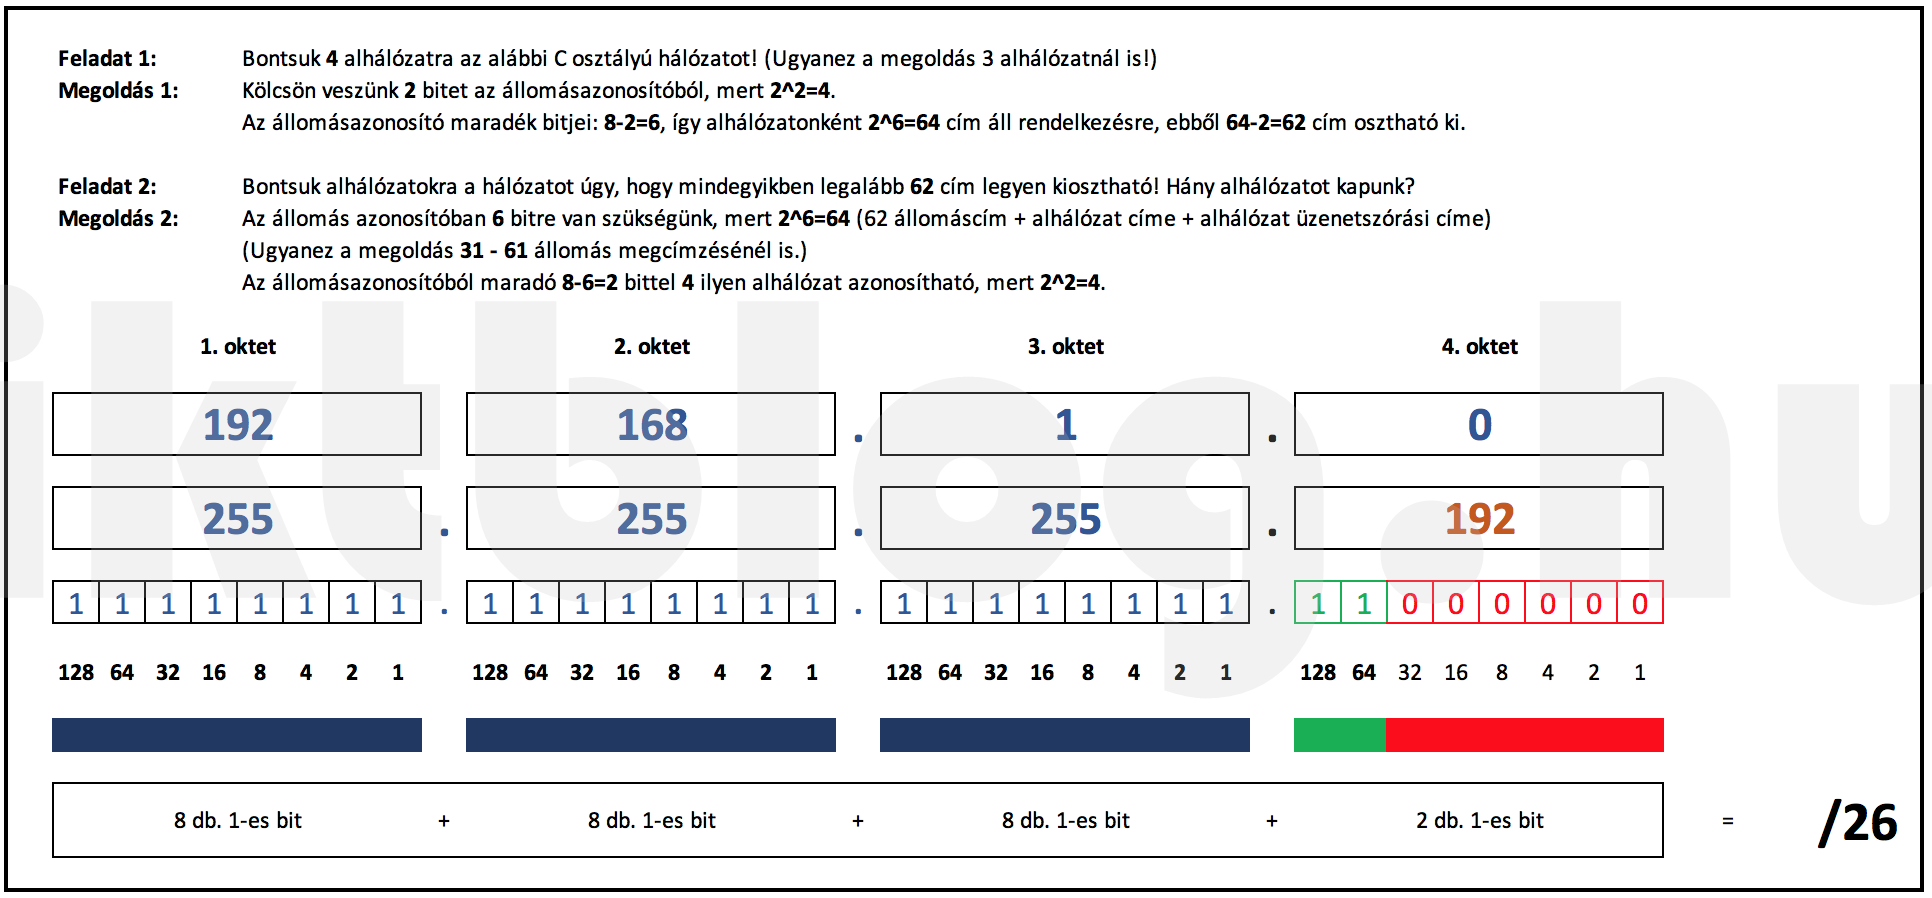 Feladat 1: Bontsuk 4 alhálózatra az alábbi C osztályú hálózatot! (Ugyanez a megoldás 3 alhálózatnál is!)
Megoldás 1: Kölcsön veszünk 2 bitet az állomásazonosítóból, mert 2^2=4.
Az állomásazonosító maradék bitjei: 8-2=6, így alhálózatonként 2^6=64 cím áll rendelkezésre, ebből 64-2=62 cím osztható ki.
Feladat 2: Bontsuk alhálózatokra a hálózatot úgy, hogy mindegyikben legalább 62 cím legyen kiosztható! Hány alhálózatot kapunk?
Megoldás 2: Az állomás azonosítóban 6 bitre van szükségünk, mert 2^6=64 (62 állomáscím + alhálózat címe + alhálózat üzenetszórási címe)
(Ugyanez a megoldás 31 - 61 állomás megcímzésénél is.)
Az állomásazonosítóból maradó 8-6=2 bittel 4 ilyen alhálózat azonosítható, mert 2^2=4.
1. oktet 2. oktet 3. oktet 4. oktet
192 168 . 1 . 0
255 . 255 . 255 . 192
1 1 1 1 1 1 1 1 . 1 1 1 1 1 1 1 1 . 1 1 1 1 1 1 1 1 . 1 1 0 0 0 0 0 0
128 64 32 16 8 4 2 1 128 64 32 16 8 4 2 1 128 64 32 16 8 4 2 1 128 64 32 16 8 4 2 1
8 db. 1-es bit + 8 db. 1-es bit + 8 db. 1-es bit + 2 db. 1-es bit = /26
iktblog.hu